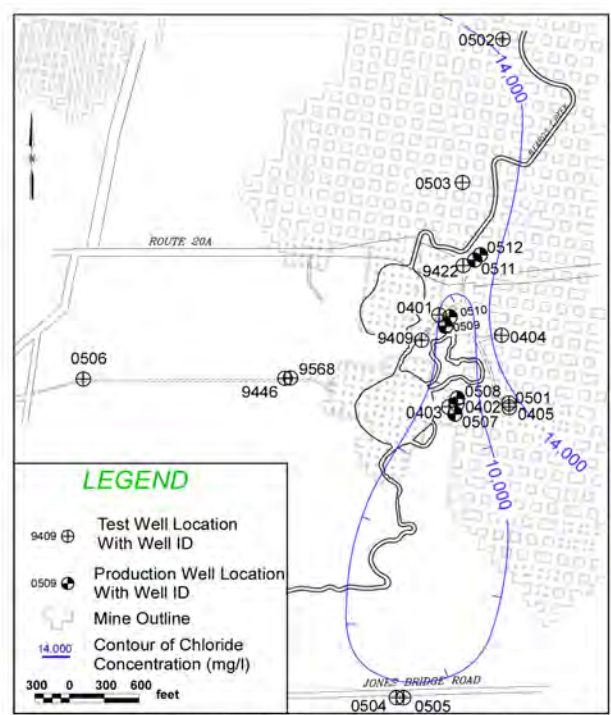 0502
14,000
0503
ROUTE 20A
0512
9422
0511
0401
0510
0509
9409
0404
0506
9446
9568
0508
0501
0403
0402
0405
0507
14,000
10,000
LEGEND
9409
Test Well Location
With Well ID
0509
Production Well Location
With Well ID
Mine Outline
14,000
Contour of Chloride
Concentration (mg/l)
300 0 300 600
feet
JONES BRIDGE ROAD
0504
0505
N